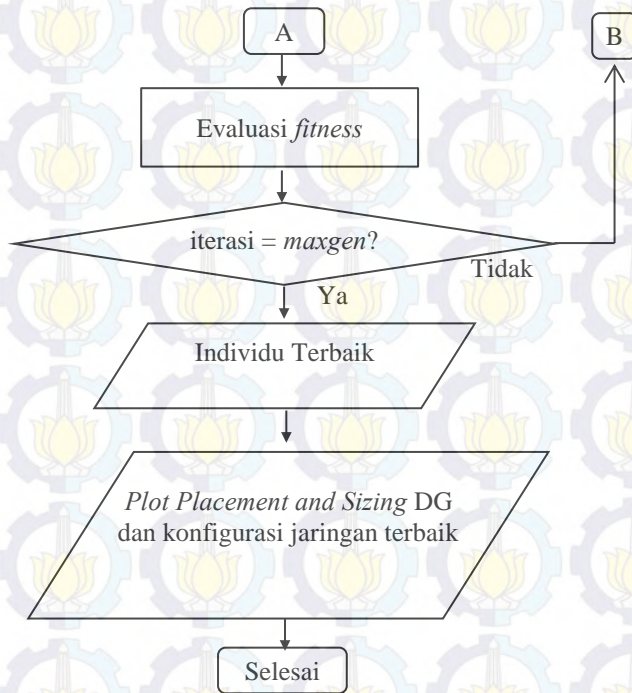 A
B
Evaluasi fitness
iterasi = maxgen?
Tidak
Ya
Individu Terbaik
Plot Placement and Sizing DG
dan konfigurasi jaringan terbaik
Selesai